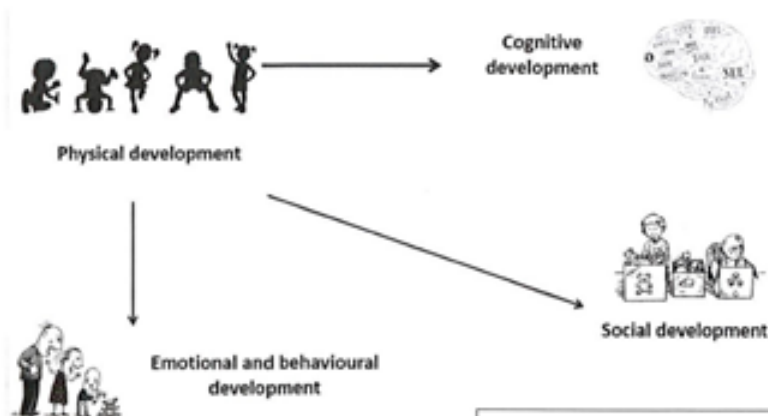 Cognitive
development
Physical development
Social development
Emotional and behavioural
development